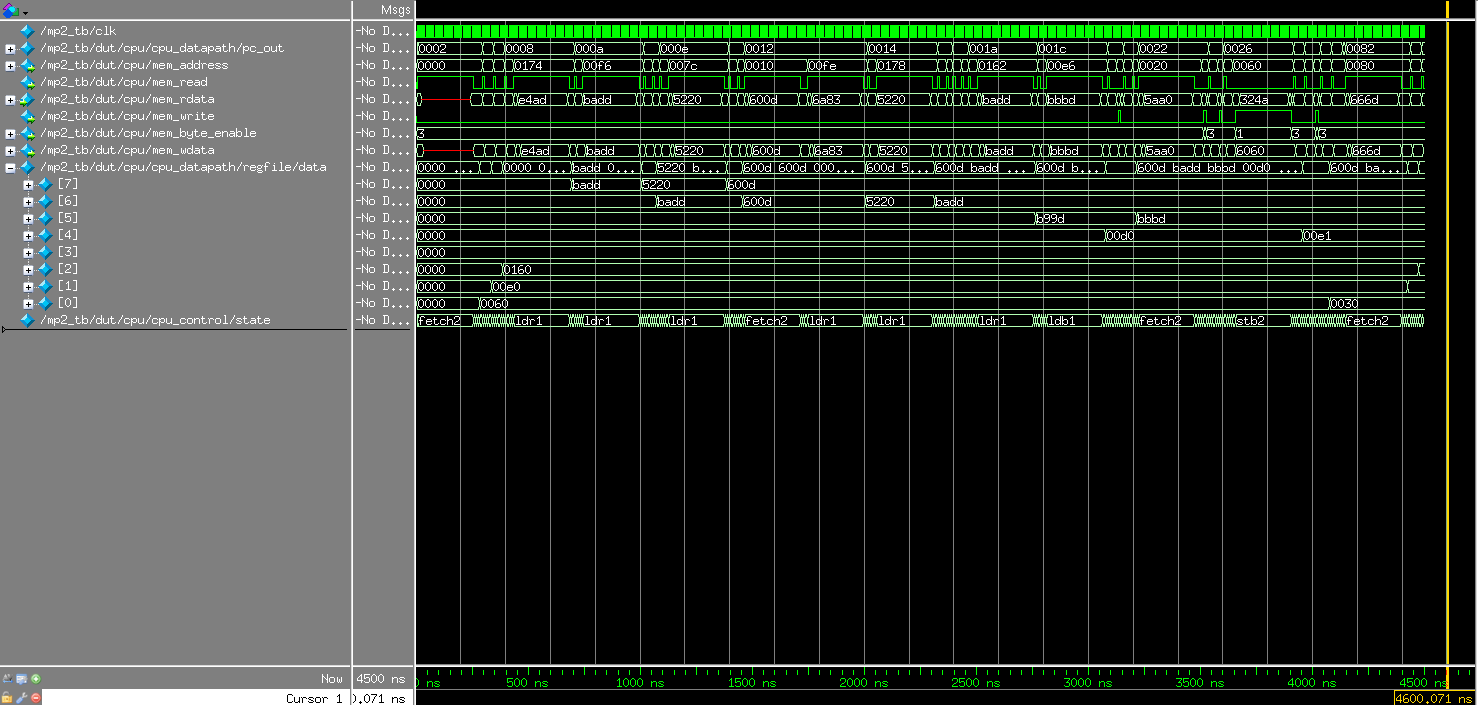 Msgs
/mp2_tb/clk -No D...
/mp2_tb/dut/cpu/cpu_datapath/pc_out -No D... 0002 0008 000a 000e 0012 0014 001a 001c 0022 0026 0082
/mp2_tb/dut/cpu/mem_address -No D... 0000 0174 00f6 007c 0010 00fe 0178 0162 00e6 0020 0060 0080
/mp2_tb/dut/cpu/mem_read -No D...
/mp2_tb/dut/cpu/mem_rdata -No D... e4ad badd 5220 600d 6a83 5220 badd bbbd 5aa0 324a 666d
/mp2_tb/dut/cpu/mem_write -No D...
/mp2_tb/dut/cpu/mem_byte_enable -No D... 3 3 1 3 3
/mp2_tb/dut/cpu/mem_wdata -No D... e4ad badd 5220 600d 6a83 5220 badd bbbd 5aa0 6060 666d
/mp2_tb/dut/cpu/cpu_datapath/regfile/data -No D... 0000 ... 0000 0... badd 0... 5220 b... 600d 600d 000... 600d 5... 600d badd ... 600d b... 600d badd bbbd 00d0 ... 600d ba...
[7] -No D... 0000 badd 5220 600d
[6] -No D... 0000 badd 600d 5220 badd
[5] -No D... 0000 b99d bbbd
[4] -No D... 0000 00d0 00e1
[3] -No D... 0000
[2] -No D... 0000 0160
[1] -No D... 0000 00e0
[0] -No D... 0000 0060 0030
/mp2_tb/dut/cpu/cpu_control/state -No D... fetch2 ldr1 ldr1 ldr1 fetch2 ldr1 ldr1 ldr1 ldb1 fetch2 stb2 fetch2
Now 4500 ns ns 500 ns 1000 ns 1500 ns 2000 ns 2500 ns 3000 ns 3500 ns 4000 ns 4500 ns
Cursor 1 0.071 ns 4600.071 ns